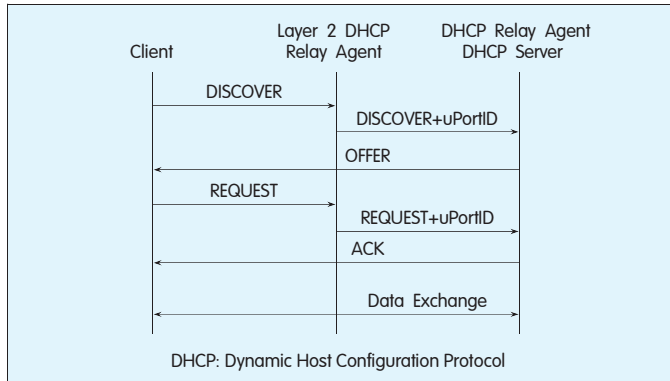 Client
Layer 2 DHCP
Relay Agent
DHCP Relay Agent
DHCP Server
DISCOVER
DISCOVER+uPortID
OFFER
REQUEST
REQUEST+uPortID
ACK
Data Exchange
DHCP: Dynamic Host Configuration Protocol